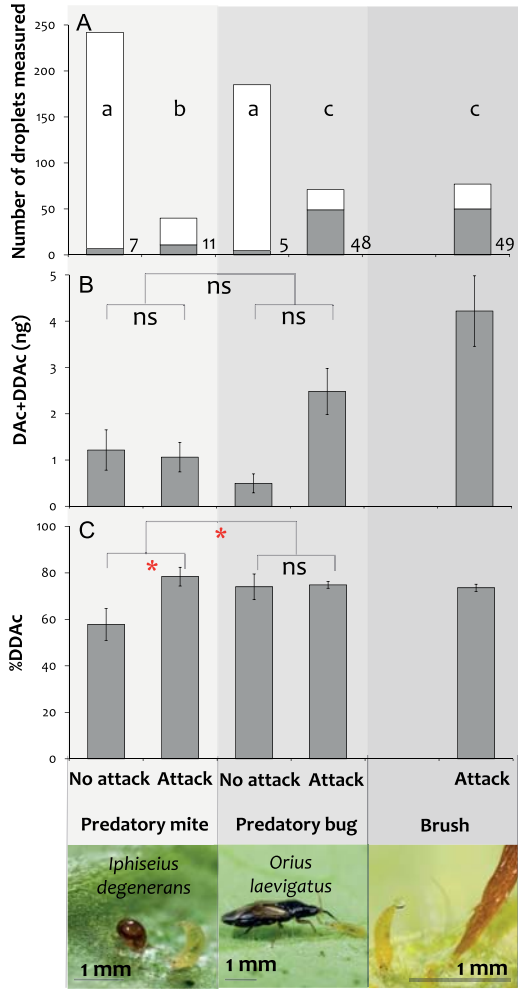 A
Number of droplets measured
250
200
150
100
50
0
a
b
a
c
c
7
11
5
48
49
B
DAc+DDAc (ng)
5
4
3
2
1
0
ns
ns
ns
C
%DDAc
100
80
60
40
20
0
*
*
ns
No attack Attack No attack Attack Attack
Predatory mite Predatory bug Brush
Iphiseius
degenerans
Orius
laevigatus
1 mm
1 mm
1 mm